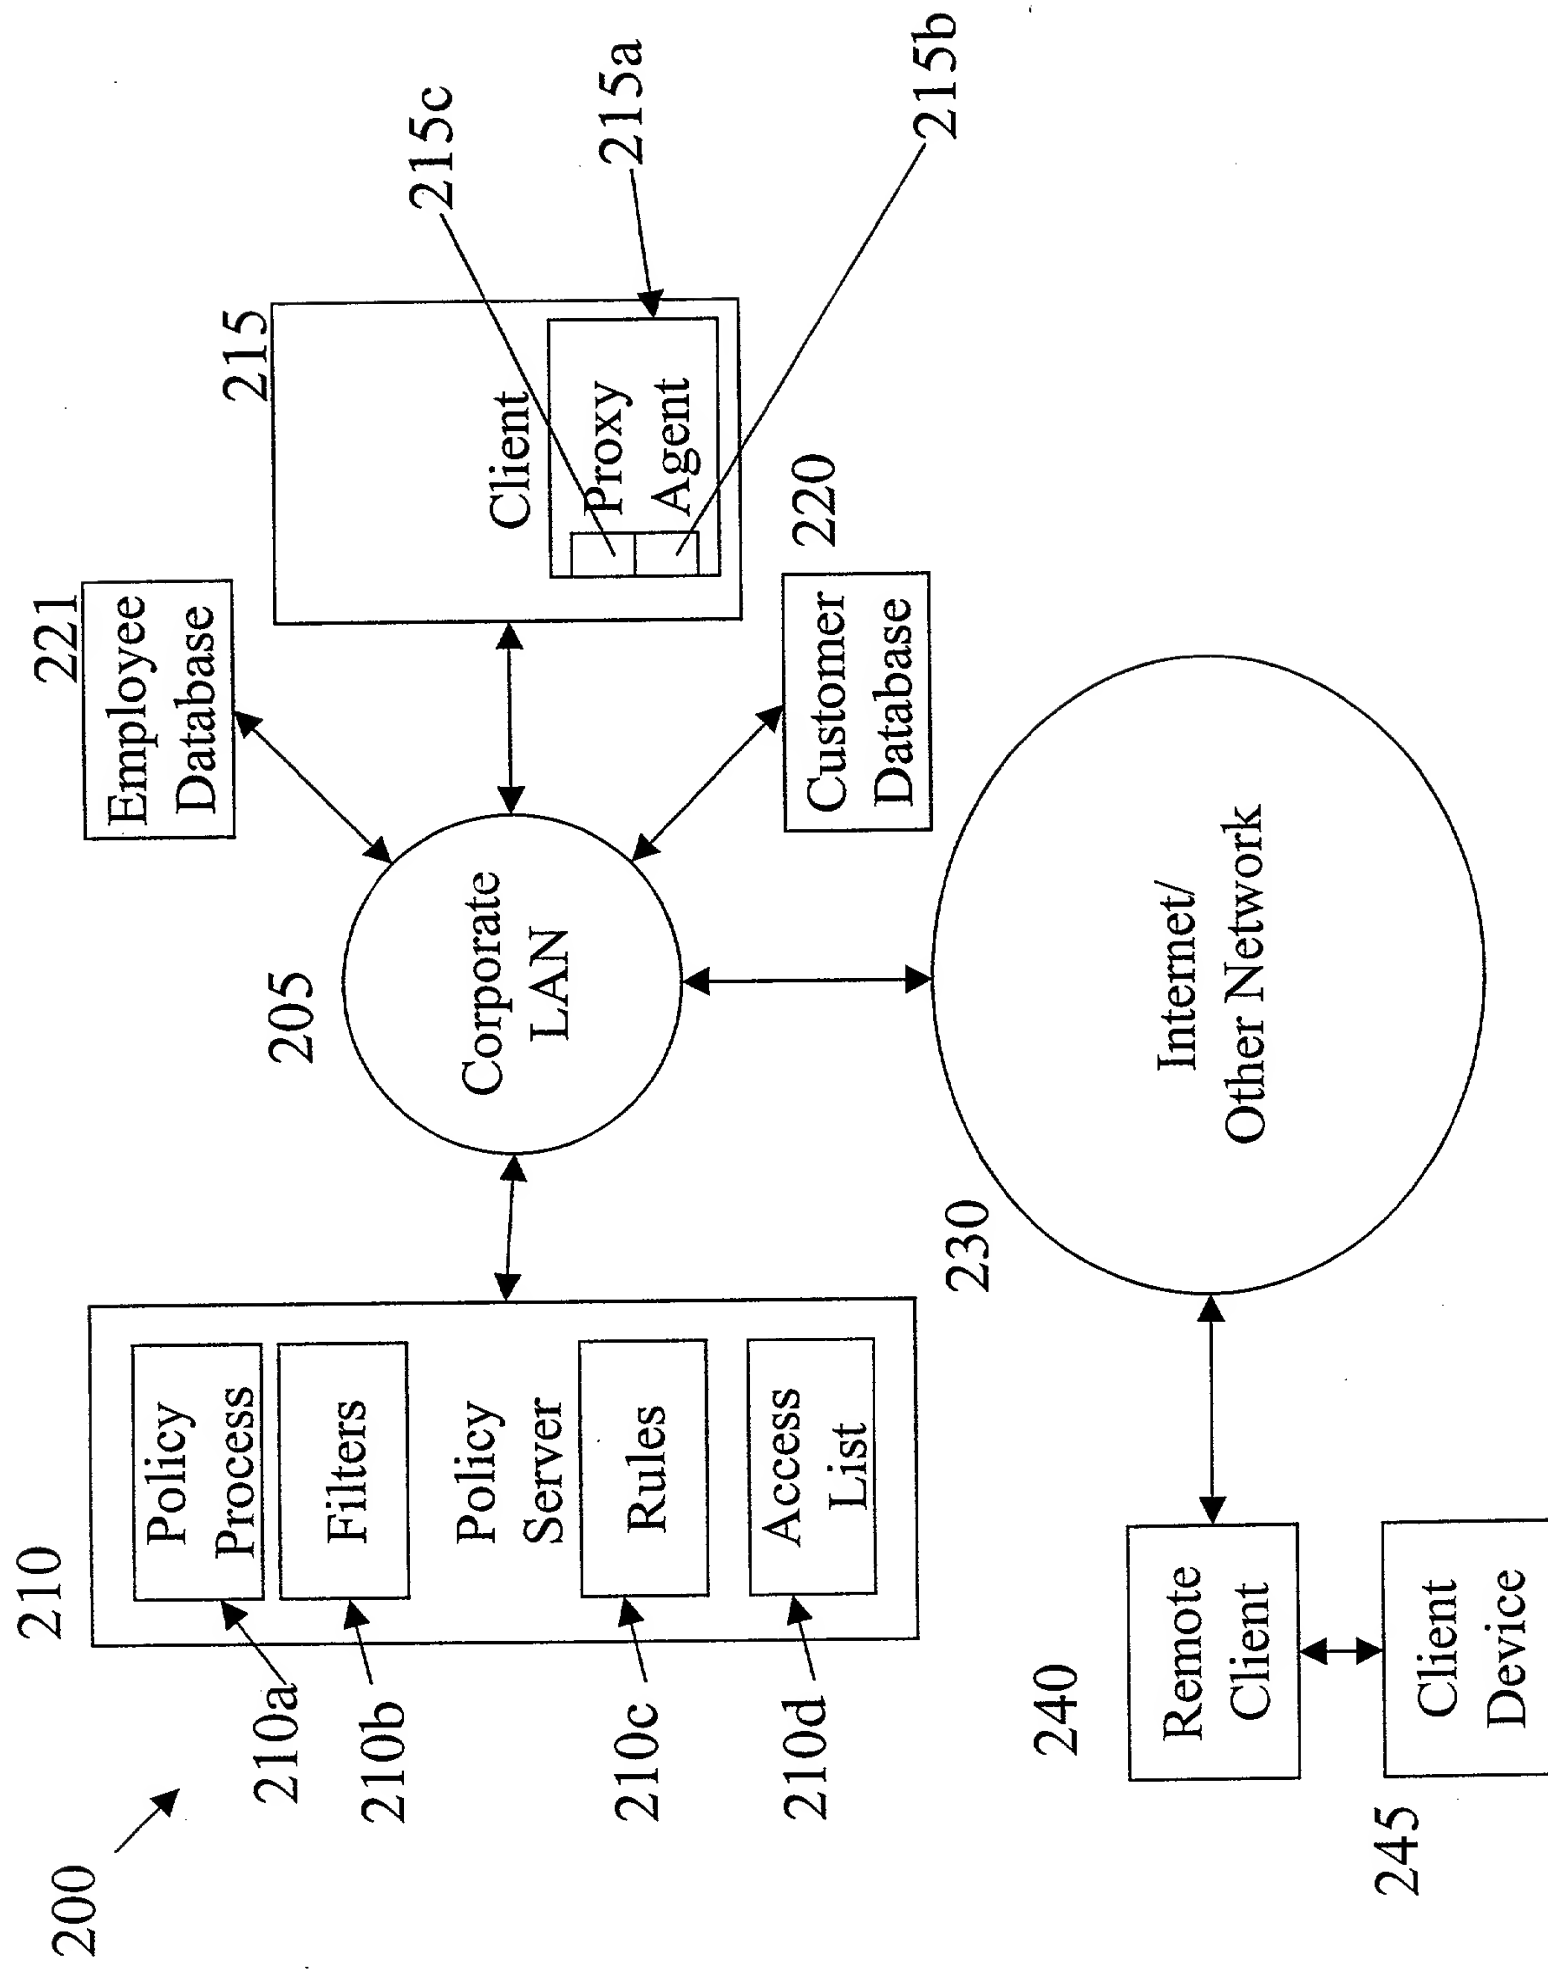 200
210
210a
210b
210c
210d
Policy
Process
Filters
Policy
Server
Rules
Access
List
205
Corporate
LAN
221
Employee
Database
215
Client
Proxy
Agent
215c
215a
215b
220
Customer
Database
230
Internet/
Other Network
240
Remote
Client
245
Client
Device